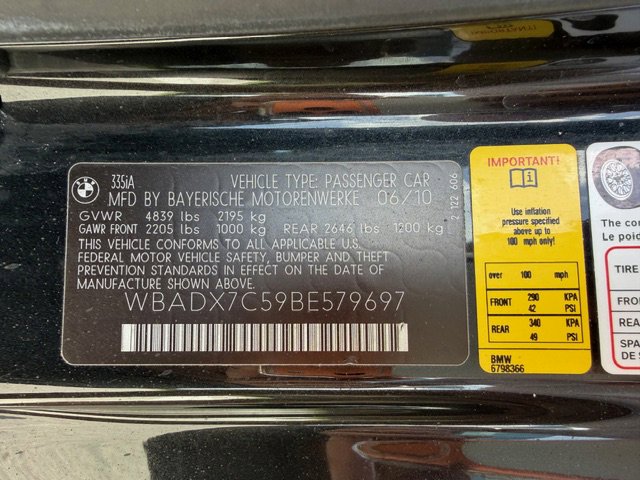 BMW
335iA VEHICLE TYPE: PASSENGER CAR
MFD BY BAYERISCHE MOTORENWERKE 06/10
GVWR 4839 lbs 2195 kg
GAWR FRONT 2205 lbs 1000 kg REAR 2646 lbs 1200 kg
THIS VEHICLE CONFORMS TO ALL APPLICABLE U.S.
FEDERAL MOTOR VEHICLE SAFETY, BUMPER AND THEFT
PREVENTION STANDARDS IN EFFECT ON THE DATE OF
MANUFACTURE SHOWN ABOVE.
WBADX7C59BE579697
2 122 606
IMPORTANT!
Use inflation
pressure specified
above up to
100 mph only!
over 100 mph
FRONT 290 KPA
42 PSI
REAR 340 KPA
49 PSI
BMW
6798366
TIRE
FRO
REA
SPA
DE S